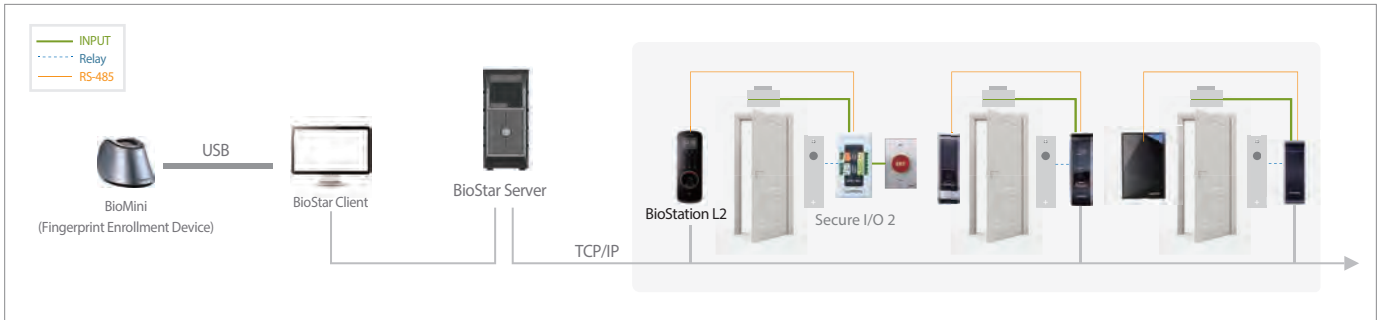 INPUT
Relay
RS-485
USB
BioMini
(Fingerprint Enrollment Device)
BioStar Client
BioStar Server
TCP/IP
BioStation L2
Secure I/O 2
EXIT